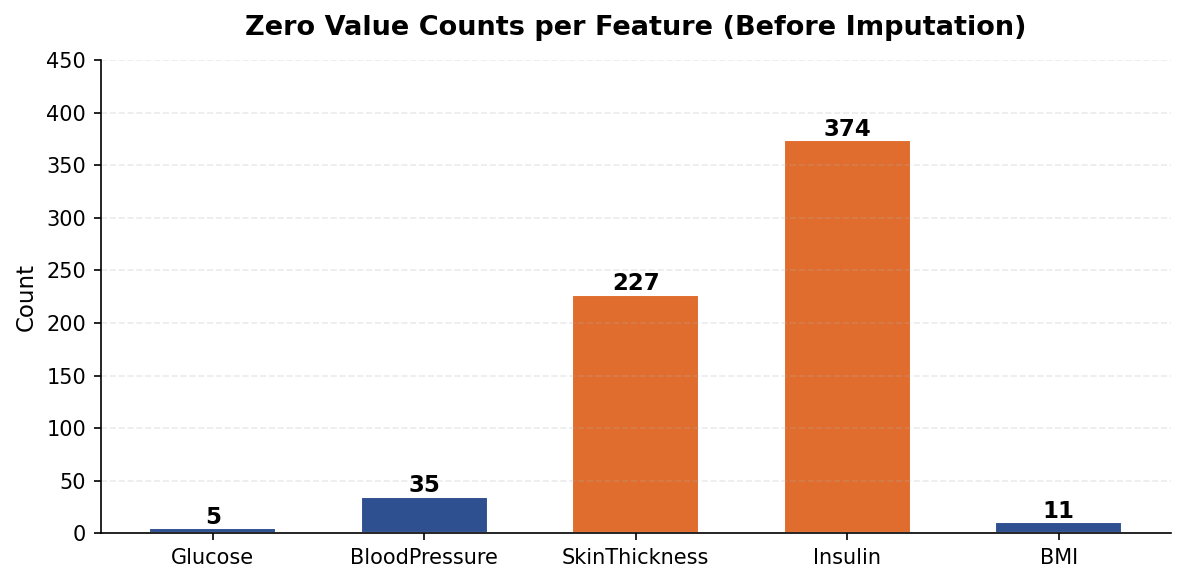 Zero Value Counts per Feature (Before Imputation)
450
400
350
300
250
200
150
100
50
0
Count
5
35
227
374
11
Glucose
BloodPressure
SkinThickness
Insulin
BMI